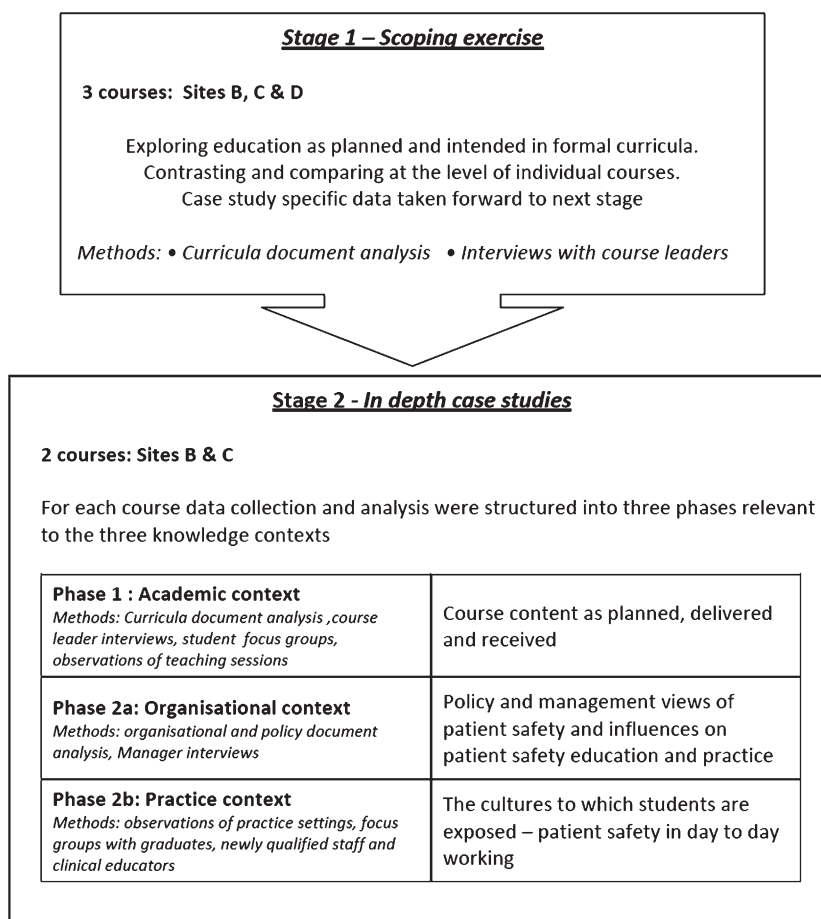 Stage 1 – Scoping exercise
3 courses: Sites B, C & D
Exploring education as planned and intended in formal curricula.
Contrasting and comparing at the level of individual courses.
Case study specific data taken forward to next stage
Methods: • Curricula document analysis • Interviews with course leaders
Stage 2 - In depth case studies
2 courses: Sites B & C
For each course data collection and analysis were structured into three phases relevant
to the three knowledge contexts
Phase 1 : Academic context
Methods: Curricula document analysis ,course
leader interviews, student focus groups,
observations of teaching sessions
Course content as planned, delivered
and received
Phase 2a: Organisational context
Methods: organisational and policy document
analysis, Manager interviews
Policy and management views of
patient safety and influences on
patient safety education and practice
Phase 2b: Practice context
Methods: observations of practice settings, focus
groups with graduates, newly qualified staff and
clinical educators
The cultures to which students are
exposed – patient safety in day to day
working